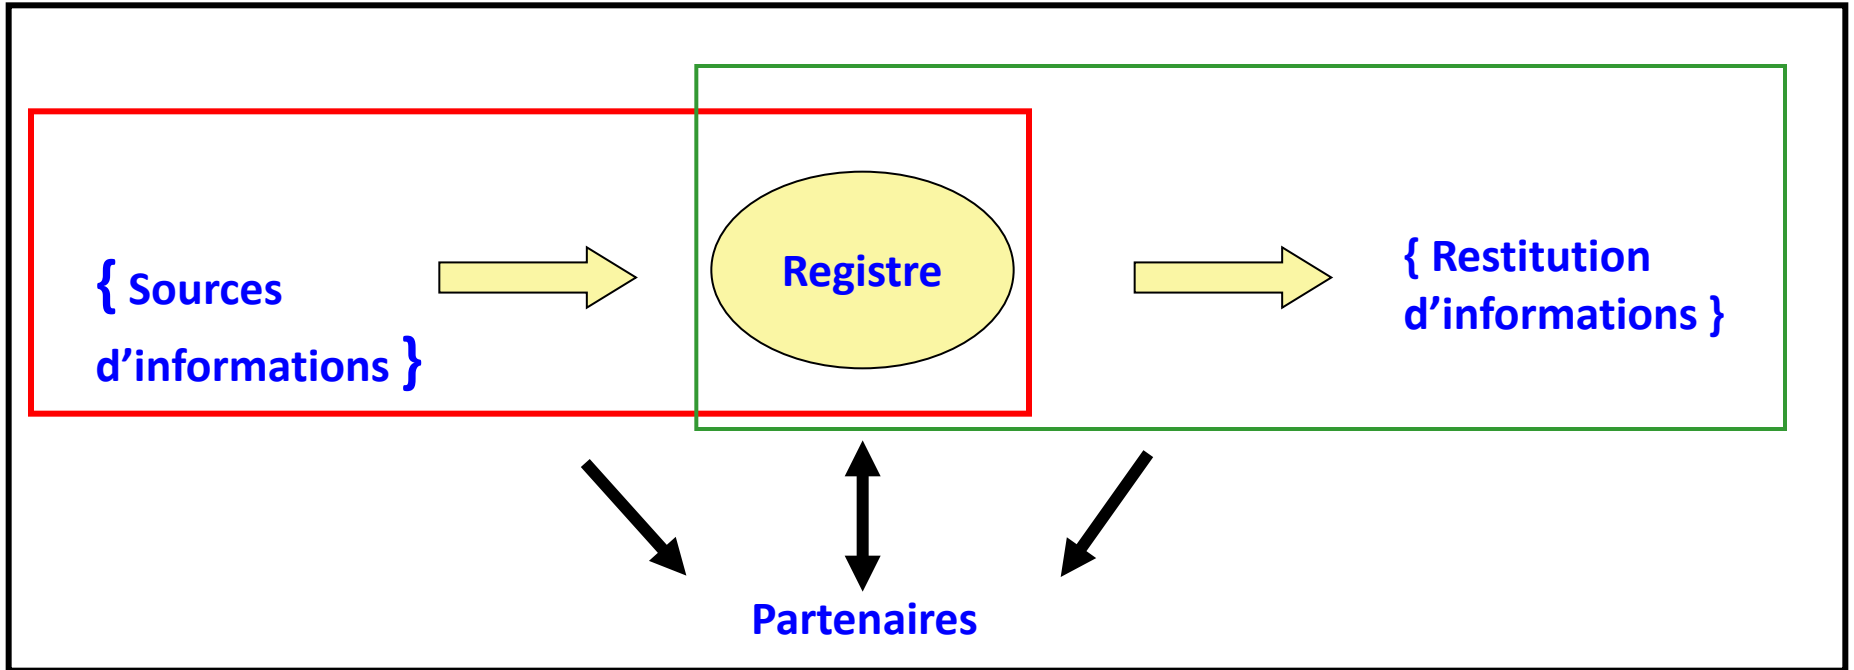 { Sources
d’informations }
Registre
{ Restitution
d’informations }
Partenaires